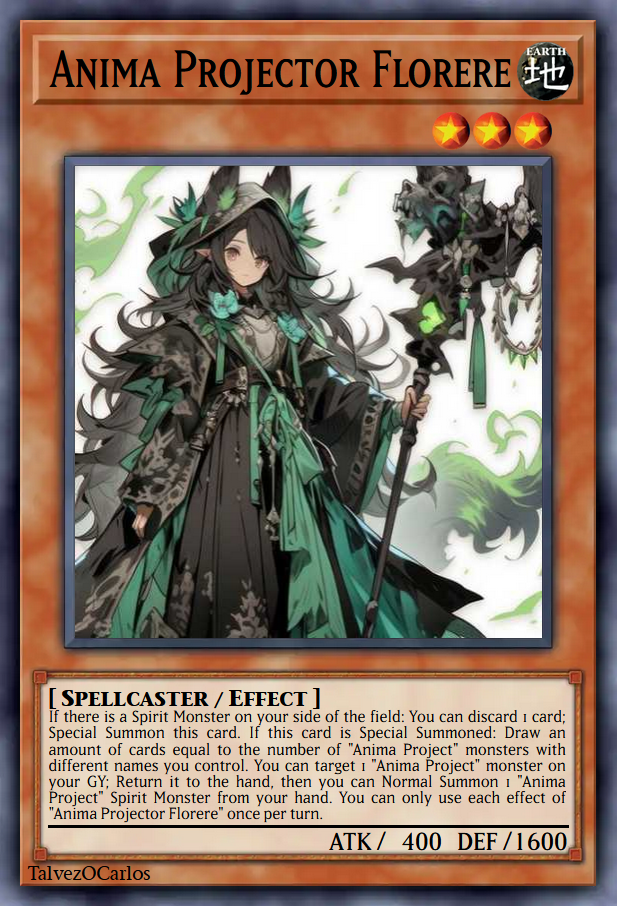 Anima Projector Florere
EARTH
地
[ Spellcaster / Effect ]
If there is a Spirit Monster on your side of the field: You can discard 1 card;
Special Summon this card. If this card is Special Summoned: Draw an
amount of cards equal to the number of "Anima Project" monsters with
different names you control. You can target 1 "Anima Project" monster on
your GY; Return it to the hand, then you can Normal Summon 1 "Anima
Project" Spirit Monster from your hand. You can only use each effect of
"Anima Projector Florere" once per turn.
ATK/ 400 DEF/1600
TalvezOCarlos